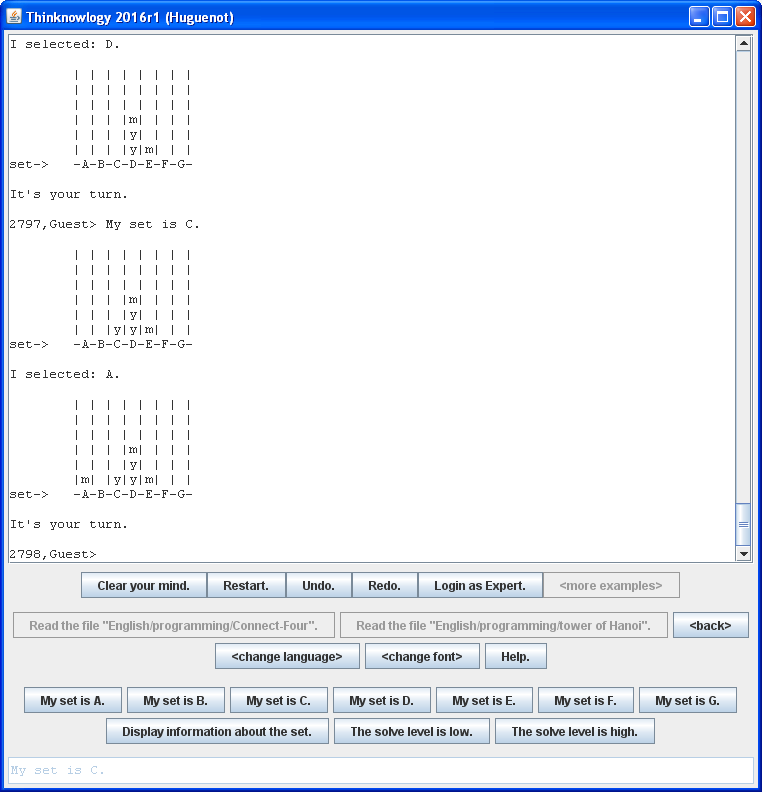 Thinknowlogy 2016r1 (Huguenot)
I selected: D.
| | | | | | | |
| | | | | | | |
| | | | | | | |
| | | |m| | | |
| | | |y| | | |
| | | |y|m| | |
set-> -A-B-C-D-E-F-G-
It's your turn.
2797,Guest> My set is C.
| | | | | | | |
| | | | | | | |
| | | | | | | |
| | | |m| | | |
| | | |y| | | |
| | |y|y|m| | |
set-> -A-B-C-D-E-F-G-
I selected: A.
| | | | | | | |
| | | | | | | |
| | | | | | | |
| | | |m| | | |
| | | |y| | | |
|m| |y|y|m| | |
set-> -A-B-C-D-E-F-G-
It's your turn.
2798,Guest>
Clear your mind. Restart. Undo. Redo. Login as Expert. <more examples>
Read the file "English/programming/Connect-Four". Read the file "English/programming/tower of Hanoi". <back>
<change language> <change font> Help.
My set is A. My set is B. My set is C. My set is D. My set is E. My set is F. My set is G.
Display information about the set. The solve level is low. The solve level is high.
My set is C.